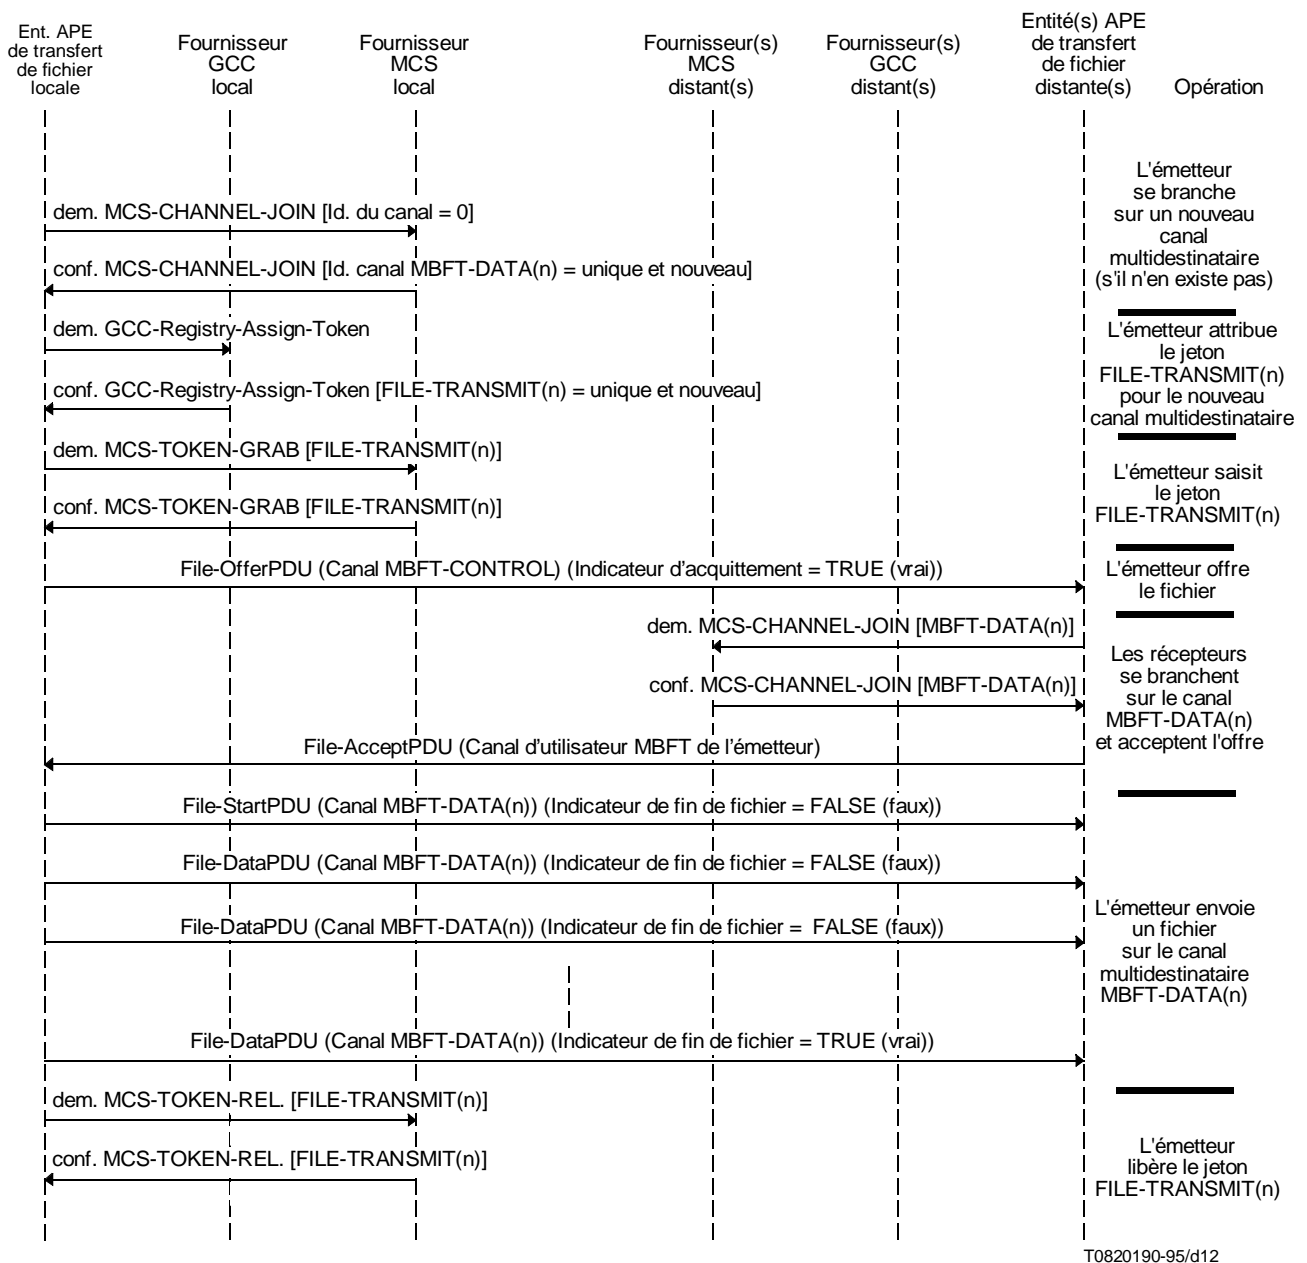 Ent. APE
de transfert
de fichier
locale
Fournisseur
GCC
local
Fournisseur
MCS
local
Fournisseur(s)
MCS
distant(s)
Fournisseur(s)
GCC
distant(s)
Entité(s) APE
de transfert
de fichier
distante(s)
Opération
L'émetteur
se branche
sur un nouveau
canal
multidestinataire
(s'il n'en existe pas)
dem. MCS-CHANNEL-JOIN [Id. du canal = 0]
conf. MCS-CHANNEL-JOIN [Id. canal MBFT-DATA(n) = unique et nouveau]
dem. GCC-Registry-Assign-Token
L'émetteur attribue
le jeton
FILE-TRANSMIT(n)
pour le nouveau
canal multidestinataire
conf. GCC-Registry-Assign-Token [FILE-TRANSMIT(n) = unique et nouveau]
dem. MCS-TOKEN-GRAB [FILE-TRANSMIT(n)]
L'émetteur saisit
le jeton
FILE-TRANSMIT(n)
conf. MCS-TOKEN-GRAB [FILE-TRANSMIT(n)]
File-OfferPDU (Canal MBFT-CONTROL) (Indicateur d'acquittement = TRUE (vrai))
L'émetteur offre
le fichier
dem. MCS-CHANNEL-JOIN [MBFT-DATA(n)]
Les récepteurs
se branchent
sur le canal
MBFT-DATA(n)
et acceptent l'offre
conf. MCS-CHANNEL-JOIN [MBFT-DATA(n)]
File-AcceptPDU (Canal d'utilisateur MBFT de l'émetteur)
File-StartPDU (Canal MBFT-DATA(n)) (Indicateur de fin de fichier = FALSE (faux))
File-DataPDU (Canal MBFT-DATA(n)) (Indicateur de fin de fichier = FALSE (faux))
File-DataPDU (Canal MBFT-DATA(n)) (Indicateur de fin de fichier = FALSE (faux))
L'émetteur envoie
un fichier
sur le canal
multidestinataire
MBFT-DATA(n)
File-DataPDU (Canal MBFT-DATA(n)) (Indicateur de fin de fichier = TRUE (vrai))
dem. MCS-TOKEN-REL. [FILE-TRANSMIT(n)]
conf. MCS-TOKEN-REL. [FILE-TRANSMIT(n)]
L'émetteur
libère le jeton
FILE-TRANSMIT(n)
T0820190-95/d12